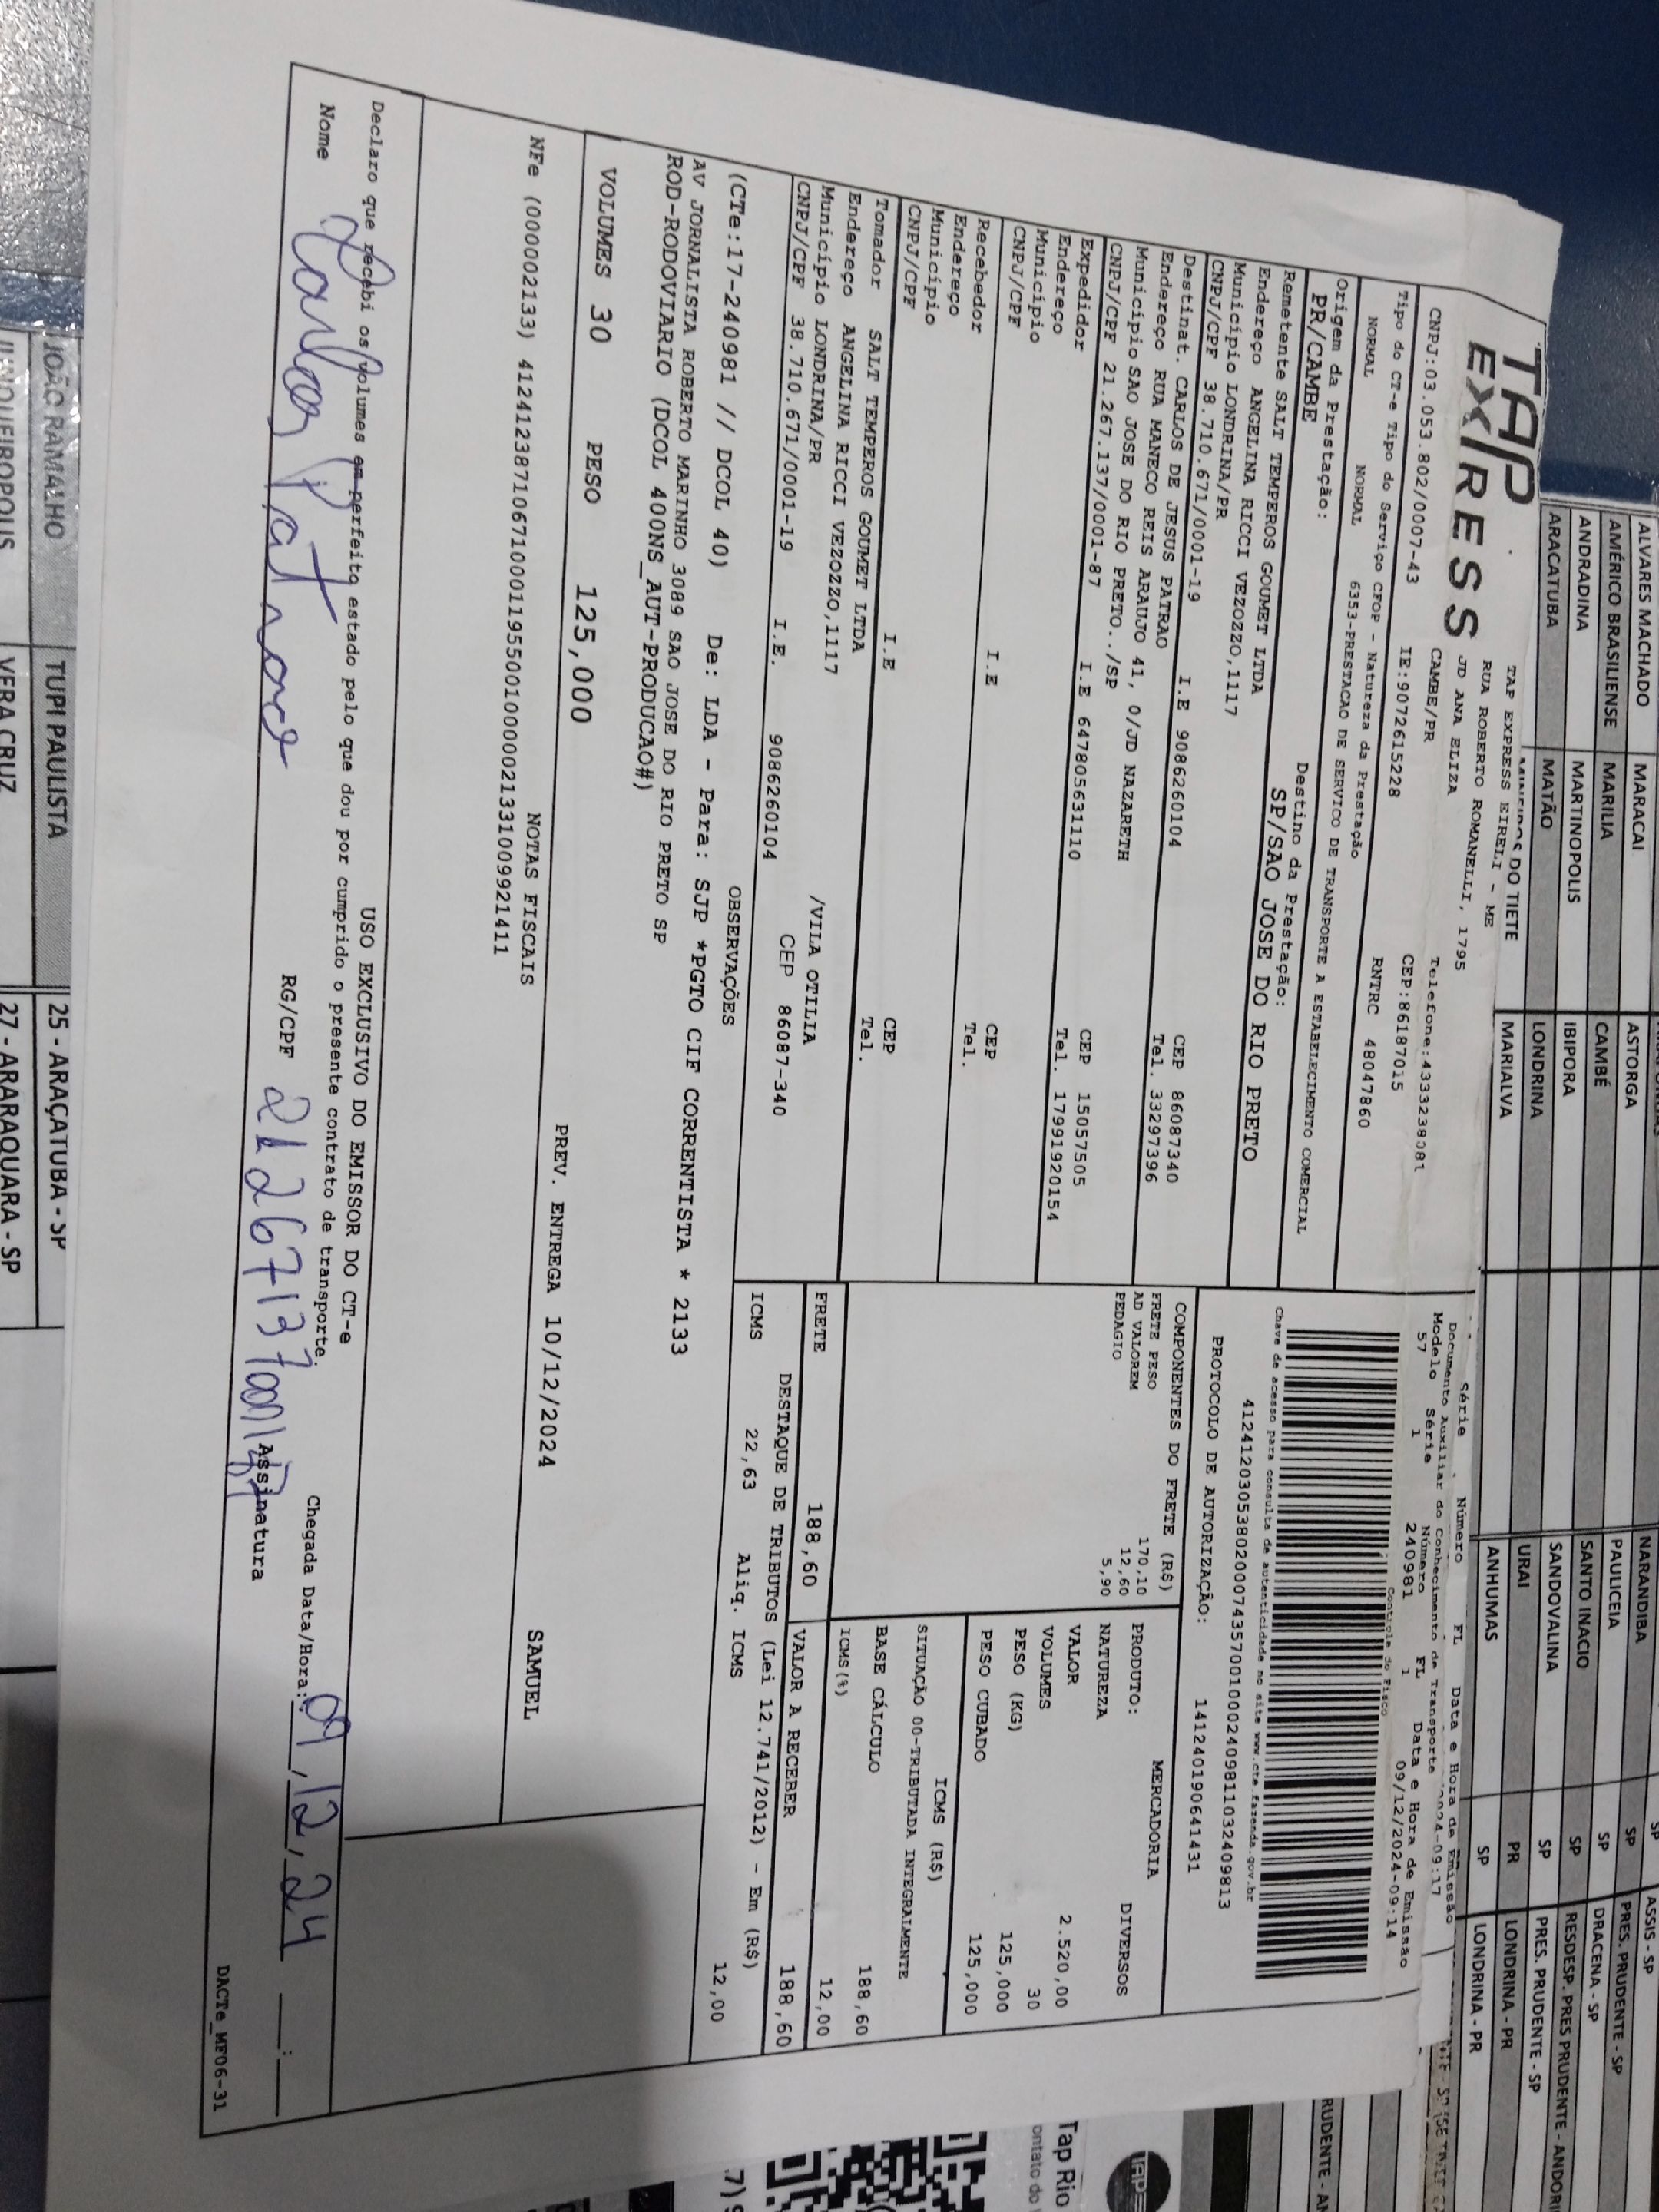 TAP EXPRESS
TAP EXPRESS EIRELI - ME
RUA ROBERTO ROMANELLI, 1795
JD ANA ELIZA
CAMBE/PR
Telefone:4333238081
CNPJ:03.053.802/0007-43 IE:9072615228 CEP:86187015
Tipo do CT-e Tipo do Serviço CFOP - Natureza da Prestação RNTRC 48047860
NORMAL NORMAL 6353-PRESTACAO DE SERVICO DE TRANSPORTE A ESTABELECIMENTO COMERCIAL
Série Número FL Data e Hora de Emissão
Documento Auxiliar do Conhecimento de Transporte
Modelo Série Número FL Data e Hora de Emissão
57 1 240981 1 09/12/2024-09:14
Controle do Fisco
Chave de acesso para consulta de autenticidade no site www.cte.fazenda.gov.br
41241203053802000743570010002409811032409813
PROTOCOLO DE AUTORIZAÇÃO: 141240190641431
Origem da Prestação: Destino da Prestação:
PR/CAMBE SP/SAO JOSE DO RIO PRETO
Remetente SALT TEMPEROS GOUMET LTDA
Endereço ANGELINA RICCI VEZOZZO,1117
Município LONDRINA/PR CEP 86087340
CNPJ/CPF 38.710.671/0001-19 I.E 9086260104 Tel. 33297396
Destinat. CARLOS DE JESUS PATRAO
Endereço RUA MANECO REIS ARAUJO 41, 0/JD NAZARETH
Município SAO JOSE DO RIO PRETO../SP CEP 15057505
CNPJ/CPF 21.267.137/0001-87 I.E 647805631110 Tel. 17991920154
Expedidor
Endereço
Município CEP
CNPJ/CPF I.E Tel.
Recebedor
Endereço
Município CEP
CNPJ/CPF I.E Tel.
Tomador SALT TEMPEROS GOUMET LTDA
Endereço ANGELINA RICCI VEZOZZO,1117 /VILA OTILIA
Município LONDRINA/PR CEP 86087-340
CNPJ/CPF 38.710.671/0001-19 I.E. 9086260104
COMPONENTES DO FRETE (R$)
FRETE PESO 170,10
AD VALOREM 12,60
PEDAGIO 5,90
FRETE 188,60
MERCADORIA
PRODUTO: DIVERSOS
NATUREZA
VALOR 2.520,00
VOLUMES 30
PESO (KG) 125,000
PESO CUBADO 125,000
ICMS (R$)
SITUAÇÃO 00-TRIBUTADA INTEGRALMENTE
BASE CÁLCULO 188,60
ICMS(%) 12,00
VALOR A RECEBER 188,60
DESTAQUE DE TRIBUTOS (Lei 12.741/2012) - Em (R$)
ICMS 22,63 Aliq. ICMS 12,00
OBSERVAÇÕES
(CTe:17-240981 // DCOL 40) De: LDA - Para: SJP *PGTO CIF CORRENTISTA * 2133
AV JORNALISTA ROBERTO MARINHO 3089 SAO JOSE DO RIO PRETO SP
ROD-RODOVIARIO (DCOL 400NS_AUT-PRODUCAO#)
VOLUMES 30 PESO 125,000 PREV. ENTREGA 10/12/2024 SAMUEL
NOTAS FISCAIS
NFe (000002133) 41241238710671000119550010000021331009921411
USO EXCLUSIVO DO EMISSOR DO CT-e
Declaro que recebi os volumes em perfeito estado pelo que dou por cumprido o presente contrato de transporte.
Nome Carlos RG/CPF 21267137000187 Assinatura
Chegada Data/Hora: 09/12/24
DACTe_MF06-31
ALVARES MACHADO MARACAI ASTORGA NARANDIBA SP ASSIS - SP
AMÉRICO BRASILIENSE MARILIA CAMBÉ PAULICEIA SP PRES. PRUDENTE - SP
ANDRADINA MARTINOPOLIS IBIPORA SANTO INACIO SP DRACENA - SP
ARACATUBA MATÃO LONDRINA SANDOVALINA SP
MARIALVA URAI PR LONDRINA - PR
ANHUMAS SP LONDRINA - PR
DO TIETE
PRES. PRUDENTE - SP
JOÃO RAMALHO TUPI PAULISTA 25 - ARAÇATUBA - SP
VERA CRUZ 27 - ARARAQUARA - SP
Tap Rio